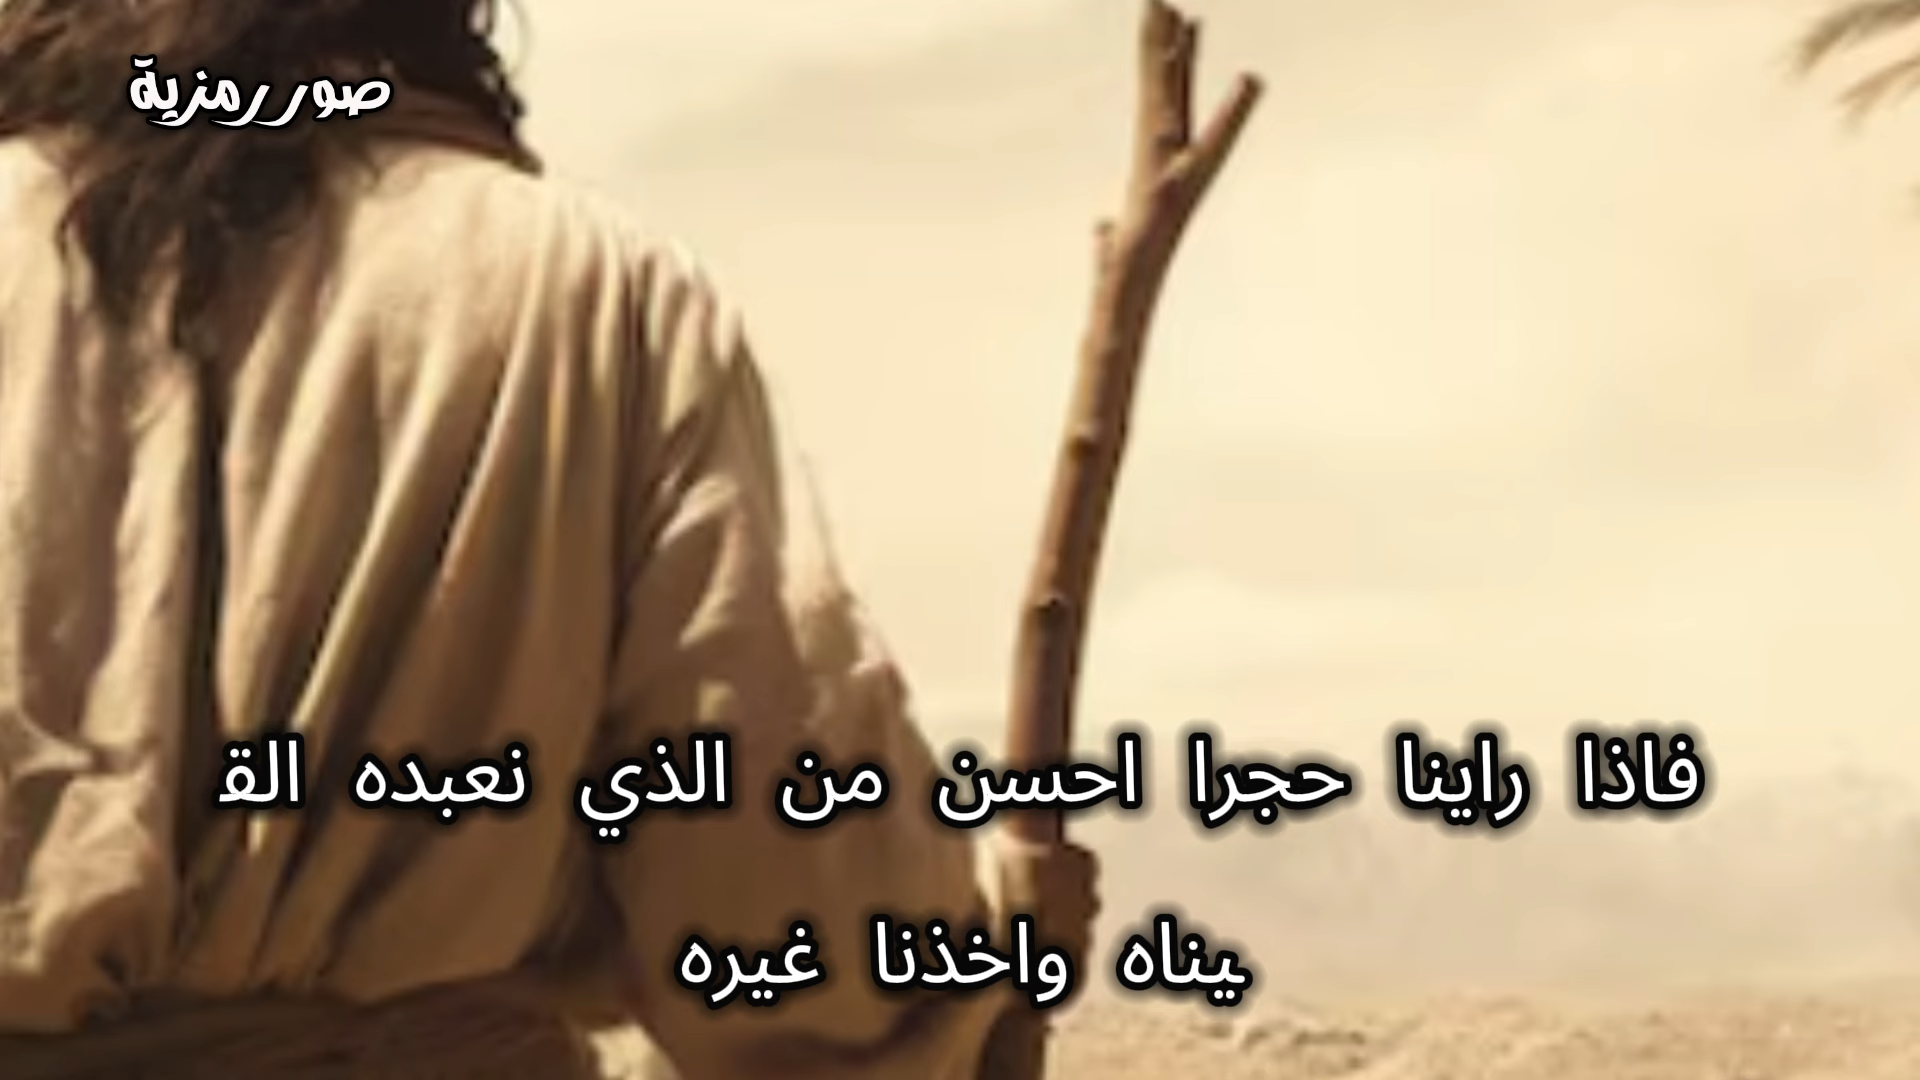 صور رمزية
فاذا راينا حجرا احسن من الذي نعبده الق
يناه واخذنا غيره